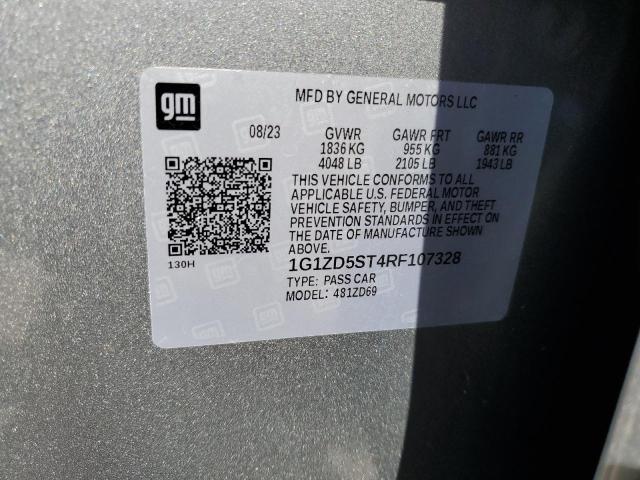 gm
MFD BY GENERAL MOTORS LLC
08/23 GVWR GAWR FRT GAWR RR
1836 KG 955 KG 881 KG
4048 LB 2105 LB 1943 LB
THIS VEHICLE CONFORMS TO ALL
APPLICABLE U.S. FEDERAL MOTOR
VEHICLE SAFETY, BUMPER, AND THEFT
PREVENTION STANDARDS IN EFFECT ON
THE DATE OF MANUFACTURE SHOWN
ABOVE.
130H
1G1ZD5ST4RF107328
TYPE: PASS CAR
MODEL: 481ZD69